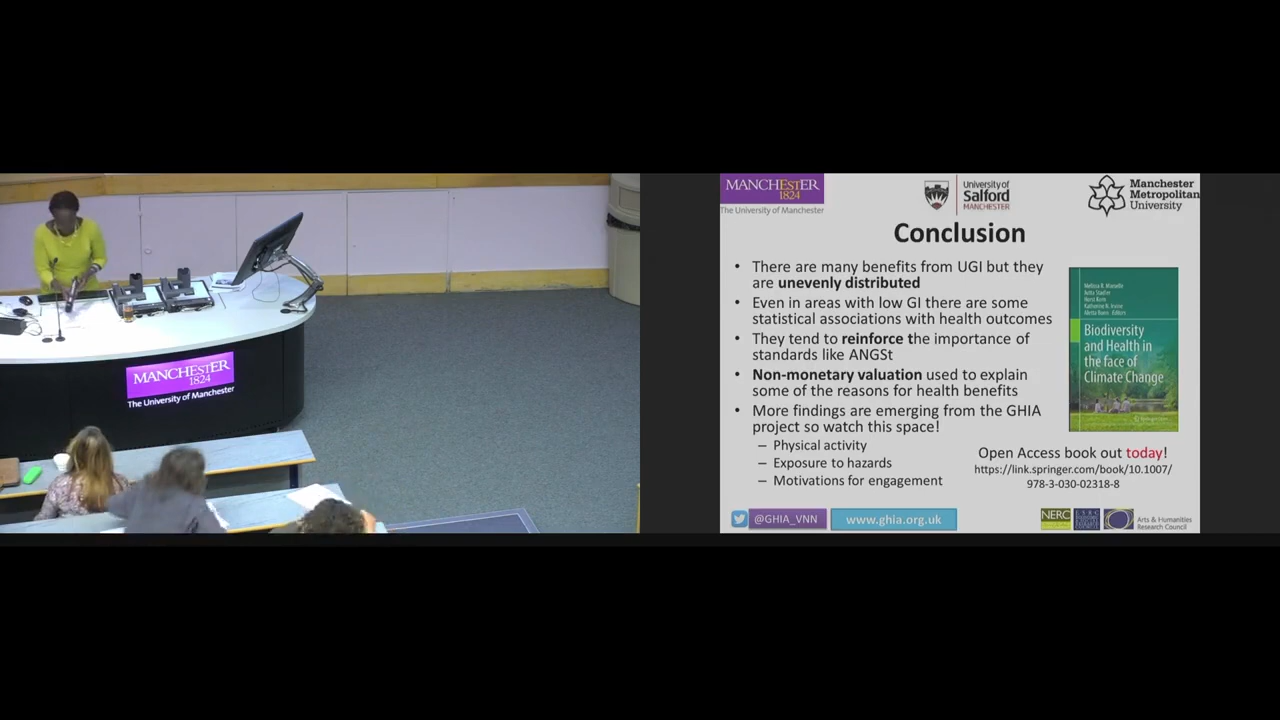 MANCHESTER
1824
The University of Manchester
MANCHESTER
1824
The University of Manchester
University of
Salford
MANCHESTER
Manchester
Metropolitan
University
Conclusion
• There are many benefits from UGI but they
are unevenly distributed
• Even in areas with low GI there are some
statistical associations with health outcomes
• They tend to reinforce the importance of
standards like ANGSt
• Non-monetary valuation used to explain
some of the reasons for health benefits
• More findings are emerging from the GHIA
project so watch this space!
– Physical activity
– Exposure to hazards
– Motivations for engagement
Biodiversity
and Health in
the face of
Climate Change
Open Access book out today!
https://link.springer.com/book/10.1007/
978-3-030-02318-8
@GHIA_VNN
www.ghia.org.uk
NERC
Arts & Humanities
Research Council